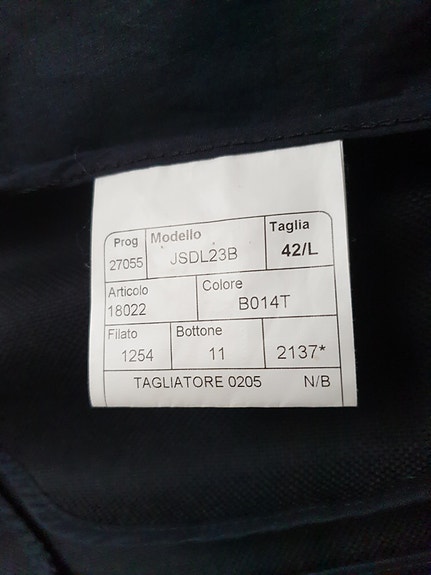 Prog Modello Taglia
27055 JSDL23B 42/L
Articolo Colore
18022 B014T
Filato Bottone
1254 11 2137*
TAGLIATORE 0205 N/B